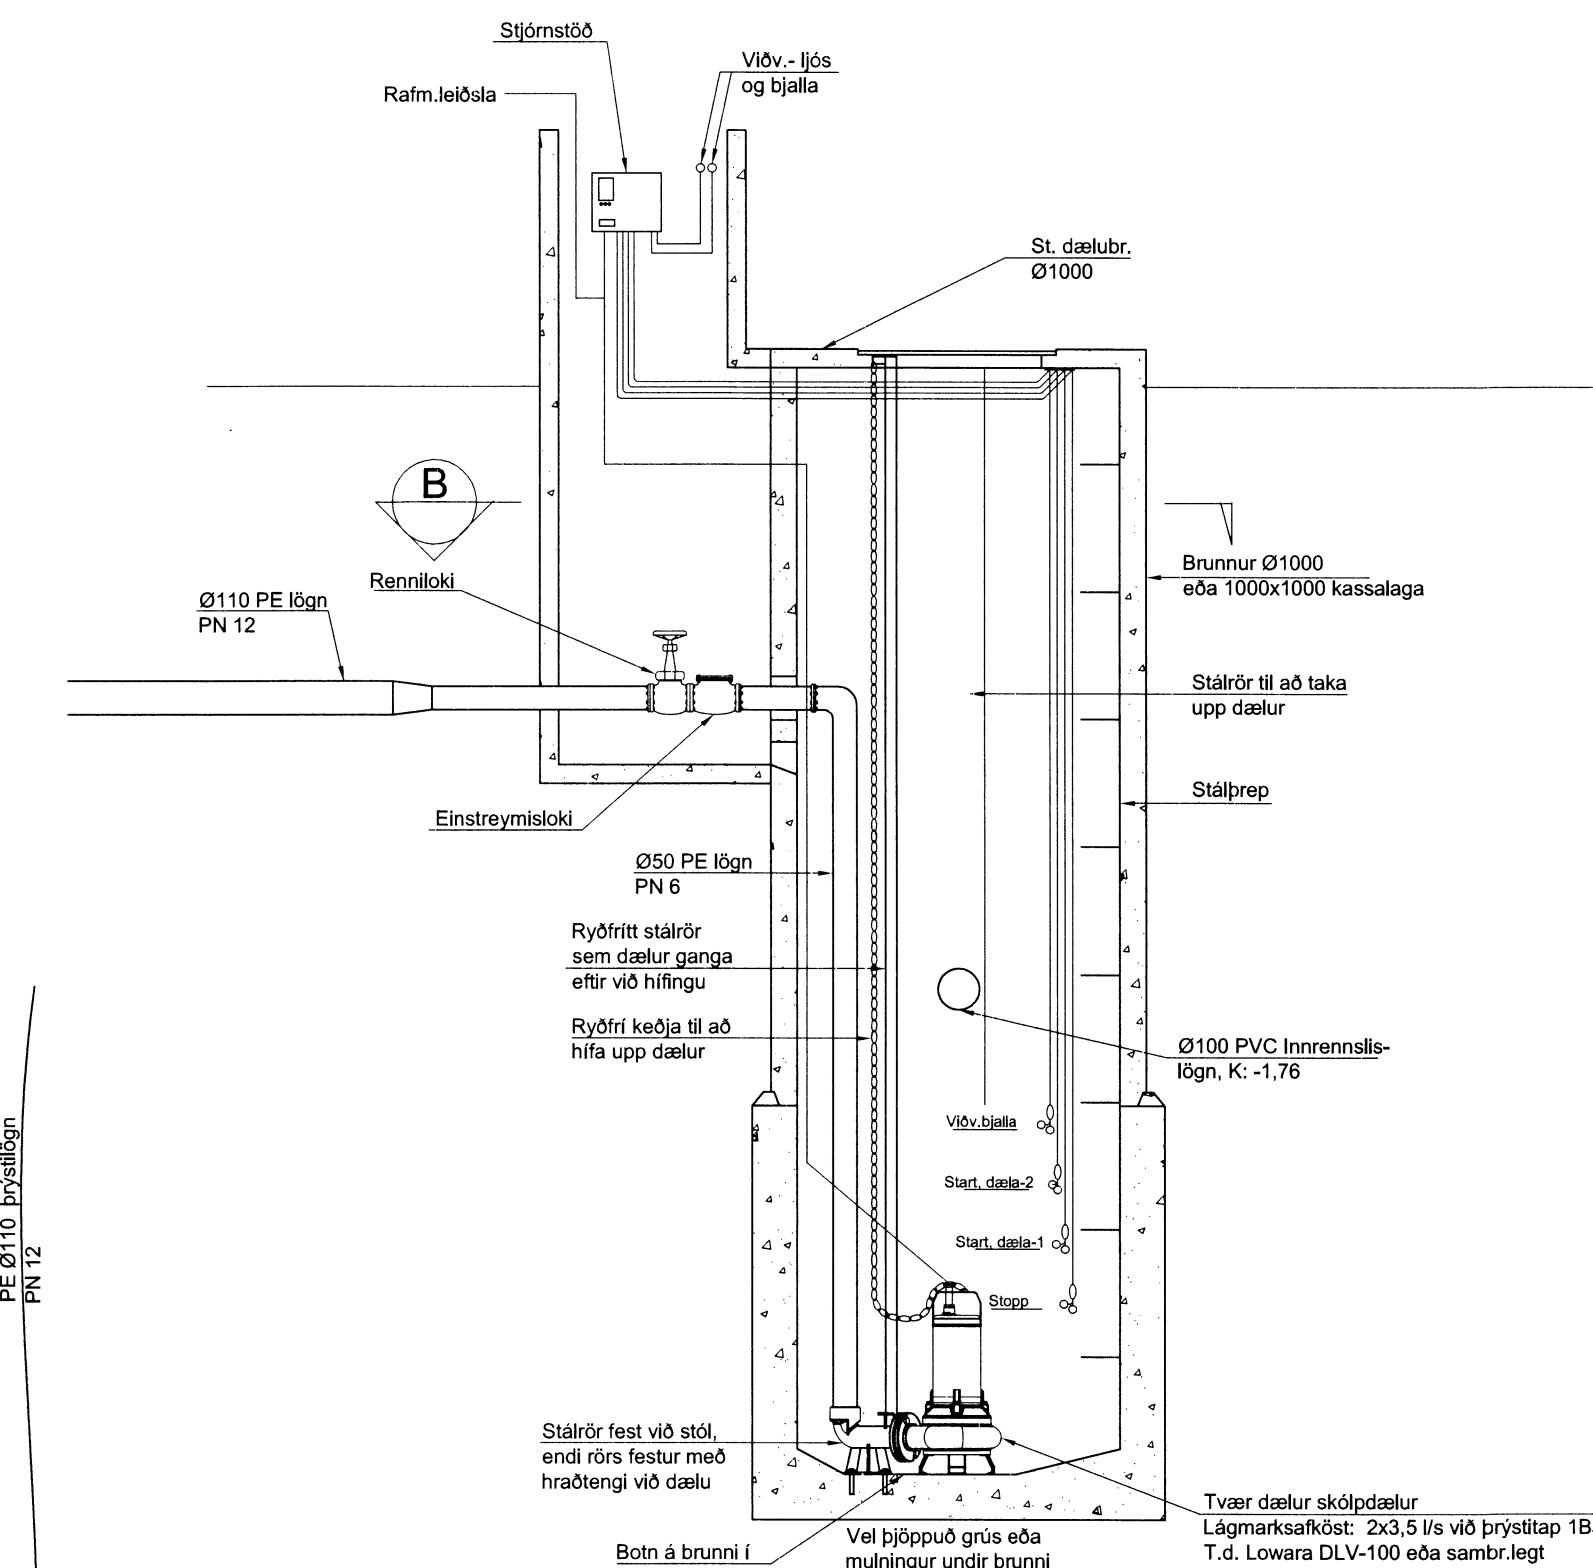 Stjórnstöð
Viðv.- ljós
og bjalla
Rafm.leiðsla
St. dælubr.
Ø1000
B
Renniloki
Ø110 PE lögn
PN 12
Brunnur Ø1000
eða 1000x1000 kassalaga
Stálrör til að taka
upp dælur
Stálþrep
Einstreymisloki
Ø50 PE lögn
PN 6
Ryðfrítt stálrör
sem dælur ganga
eftir við hífingu
Ryðfrí keðja til að
hífa upp dælur
Ø100 PVC Innrennslis-
lögn, K: -1,76
Viðv.bjalla
Start, dæla-2
Start, dæla-1
Stopp
PE Ø110 þrýstilögn
PN 12
Stálrör fest við stól,
endi rörs festur með
hraðtengi við dælu
Tvær dælur skólpdælur
Lágmarksafköst: 2x3,5 l/s við þrýstitap 1B
T.d. Lowara DLV-100 eða sambr.legt
Vel þjöppuð grús eða
mulningur undir brunni
Botn á brunni í